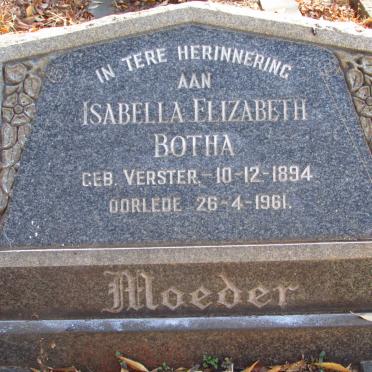 IN TERE HERINNERING
AAN
ISABELLA ELIZABETH
BOTHA
GEB. VERSTER,-10-12-1894
OORLEDE 26-4-1961.
Moeder